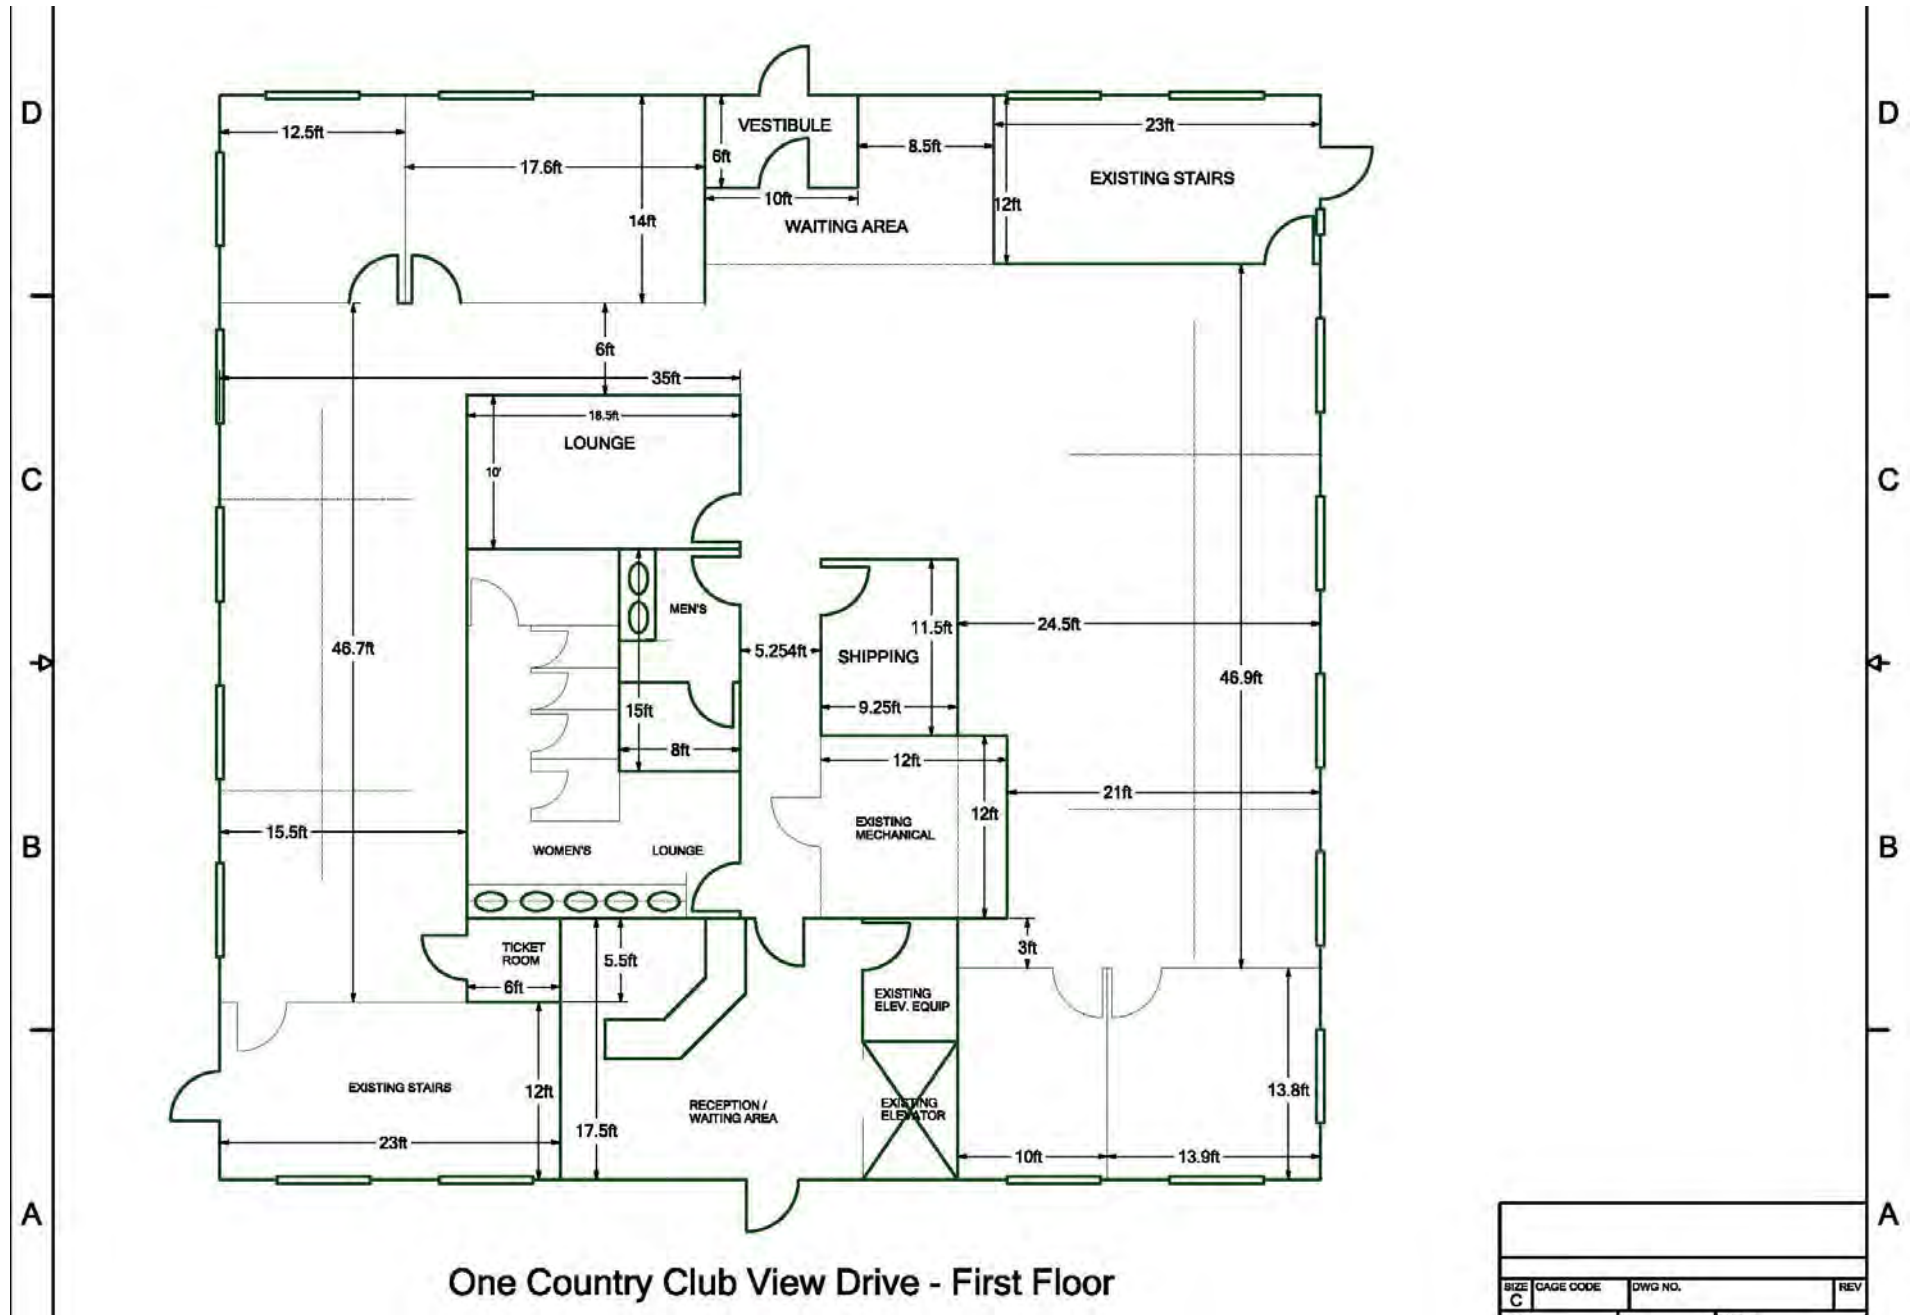 D
D
12.5ft
17.6ft
14ft
VESTIBULE
6ft
10ft
8.5ft
WAITING AREA
23ft
EXISTING STAIRS
12ft
6ft
35ft
18.5ft
LOUNGE
10'
C
C
46.7ft
MEN'S
5.254ft
11.5ft
SHIPPING
9.25ft
24.5ft
46.9ft
15ft
8ft
12ft
21ft
12ft
EXISTING
MECHANICAL
15.5ft
B
B
WOMEN'S
LOUNGE
TICKET
ROOM
6ft
5.5ft
3ft
EXISTING
ELEV. EQUIP
EXISTING STAIRS
12ft
23ft
17.5ft
RECEPTION /
WAITING AREA
EXISTING
ELEVATOR
13.8ft
10ft
13.9ft
A
A
One Country Club View Drive - First Floor
SIZE
C
CAGE CODE
DWG NO.
REV